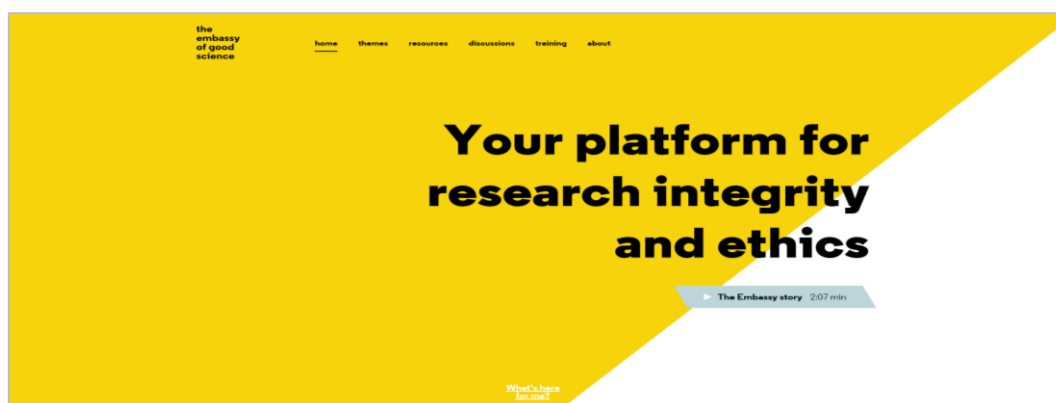 the
embassy
of good
science
home themes resources discussions training about
Your platform for
research integrity
and ethics
The Embassy story 2:07 min
What's here
for me?